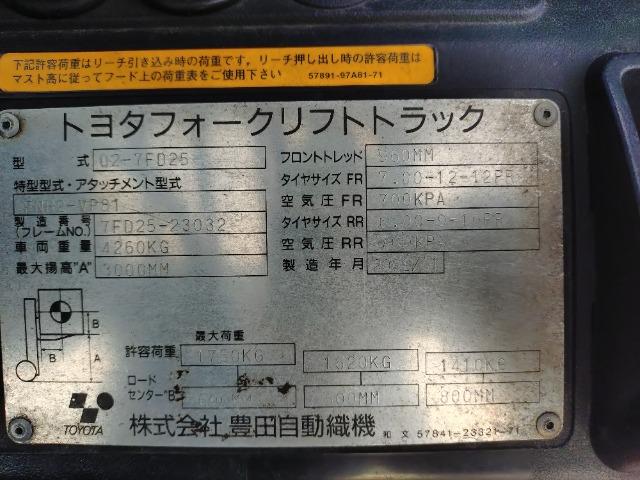 下記許容荷重はリーチ引き込み時の荷重です。リーチ押し出し時の許容荷重は
マスト高に従ってフード上の荷重表をご使用下さい 57891-97A81-71
トヨタフォークリフトトラック
型式 02-7FD25
特型型式・アタッチメント型式
製造番号 (フレームNO.) 7FD25-23032
車両重量 4260KG
最大揚高"A" 3000MM
フロントトレッド 960MM
タイヤサイズ FR 7.00-12-12PR
空気圧 FR 700KPA
タイヤサイズ RR
空気圧 RR
製造年月
B
B
A
最大荷重
許容荷重 1750KG 1520KG 1410KG
ロード
センター"B" 800MM
TOYOTA 株式会社 豊田自動織機 和文 57841-23321-71